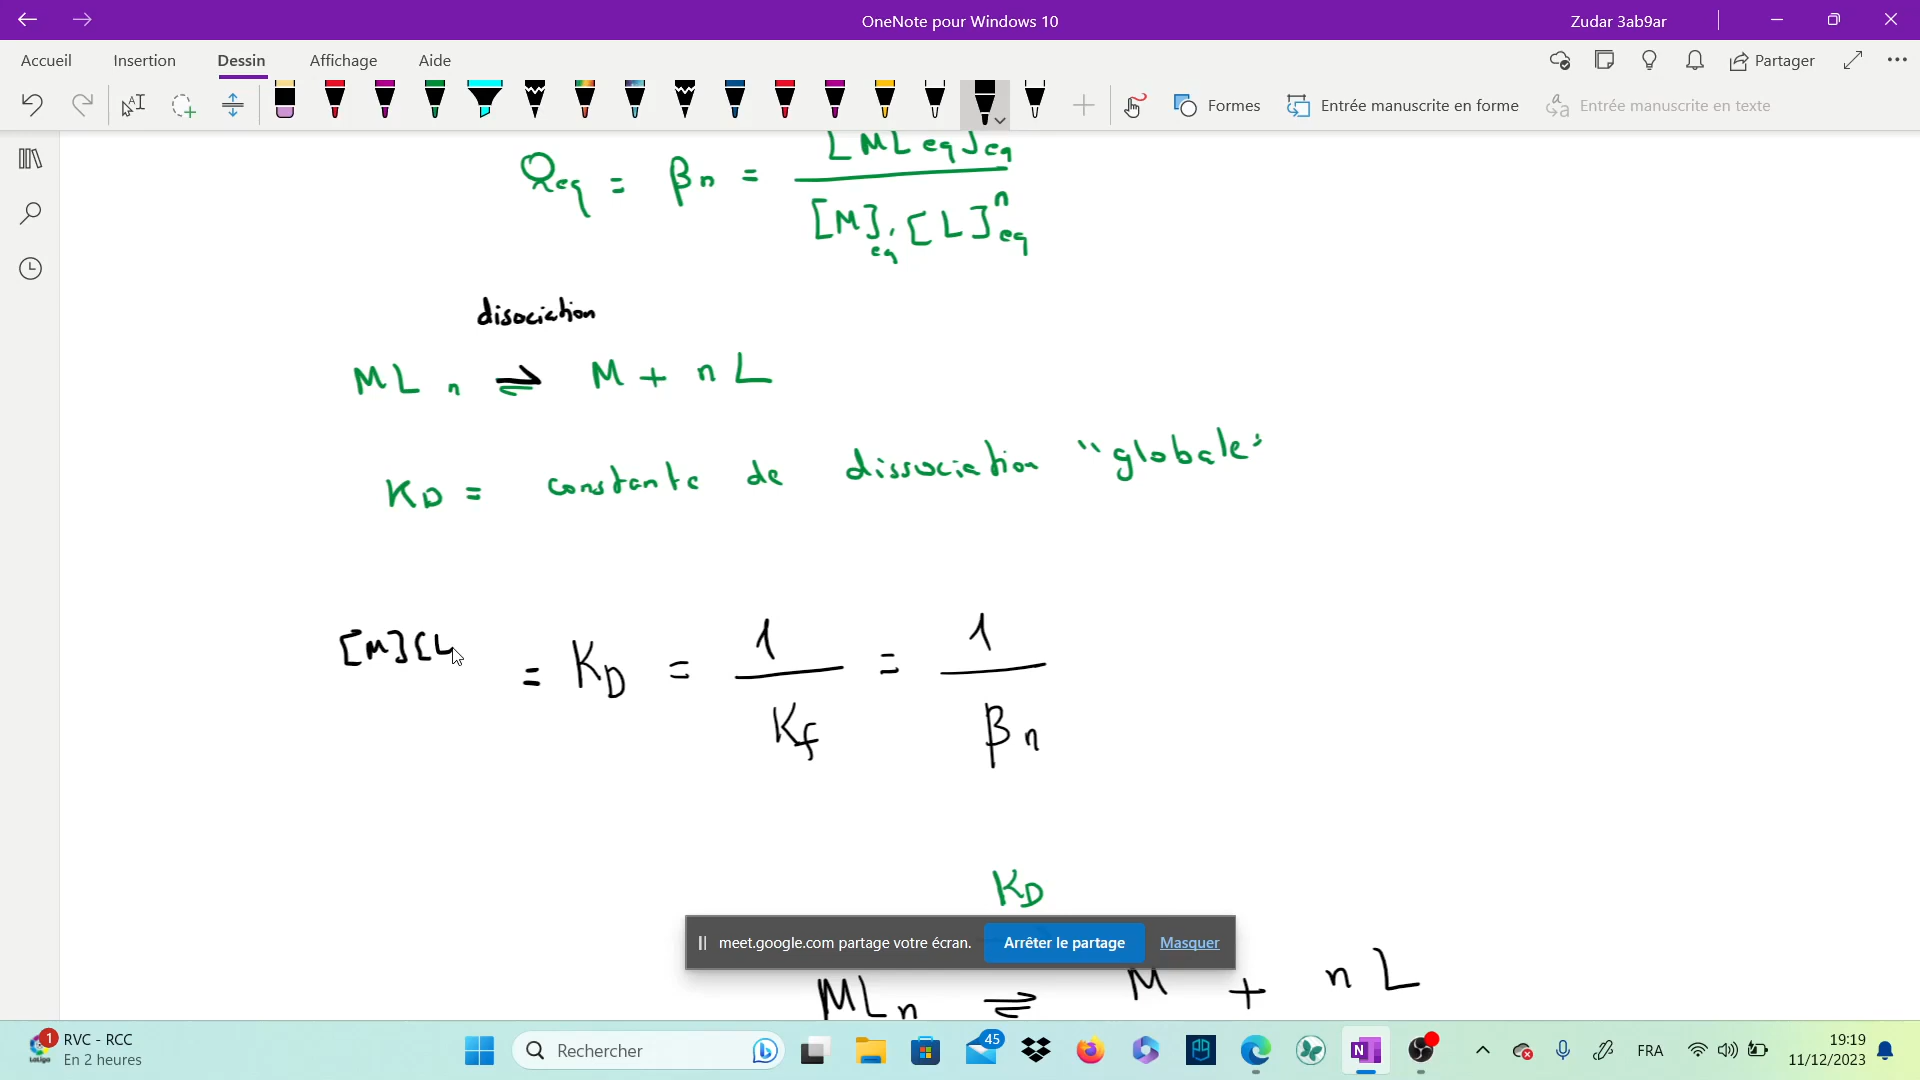 OneNote pour Windows 10
Zudar 3ab9ar
Accueil Insertion Dessin Affichage Aide
Partager
Formes
Entrée manuscrite en forme
Entrée manuscrite en texte
[MLeq]eq
Qeq = βn =
[M]eq.[L]ⁿeq
disociation
MLn ⇌ M + nL
KD = constante de dissociation "globale"
[M][L
= KD = 1/Kf = 1/βn
KD
meet.google.com partage votre écran.
Arrêter le partage
Masquer
MLn ⇌ M + nL
1
RVC - RCC
En 2 heures
Rechercher
45
FRA
19:19
11/12/2023